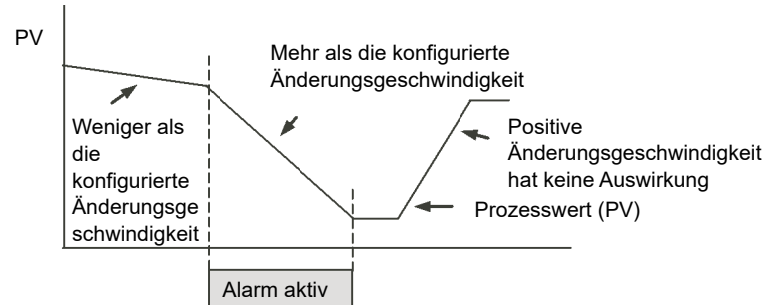 PV
Mehr als die konfigurierte
Änderungsgeschwindigkeit
Weniger als
die
konfigurierte
Änderungsge
schwindigkeit
Positive
Änderungsgeschwindigkeit
hat keine Auswirkung
Prozesswert (PV)
Alarm aktiv